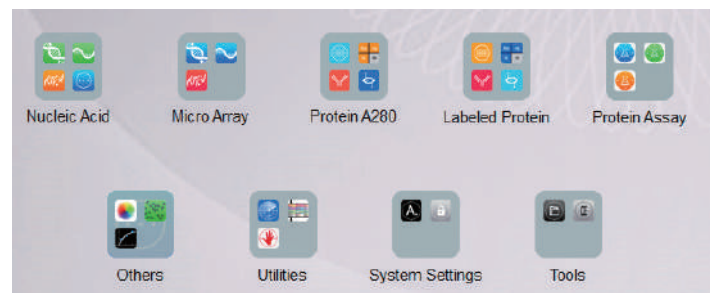 Nucleic Acid
Micro Array
Protein A280
Labeled Protein
Protein Assay
Others
Utilities
System Settings
Tools